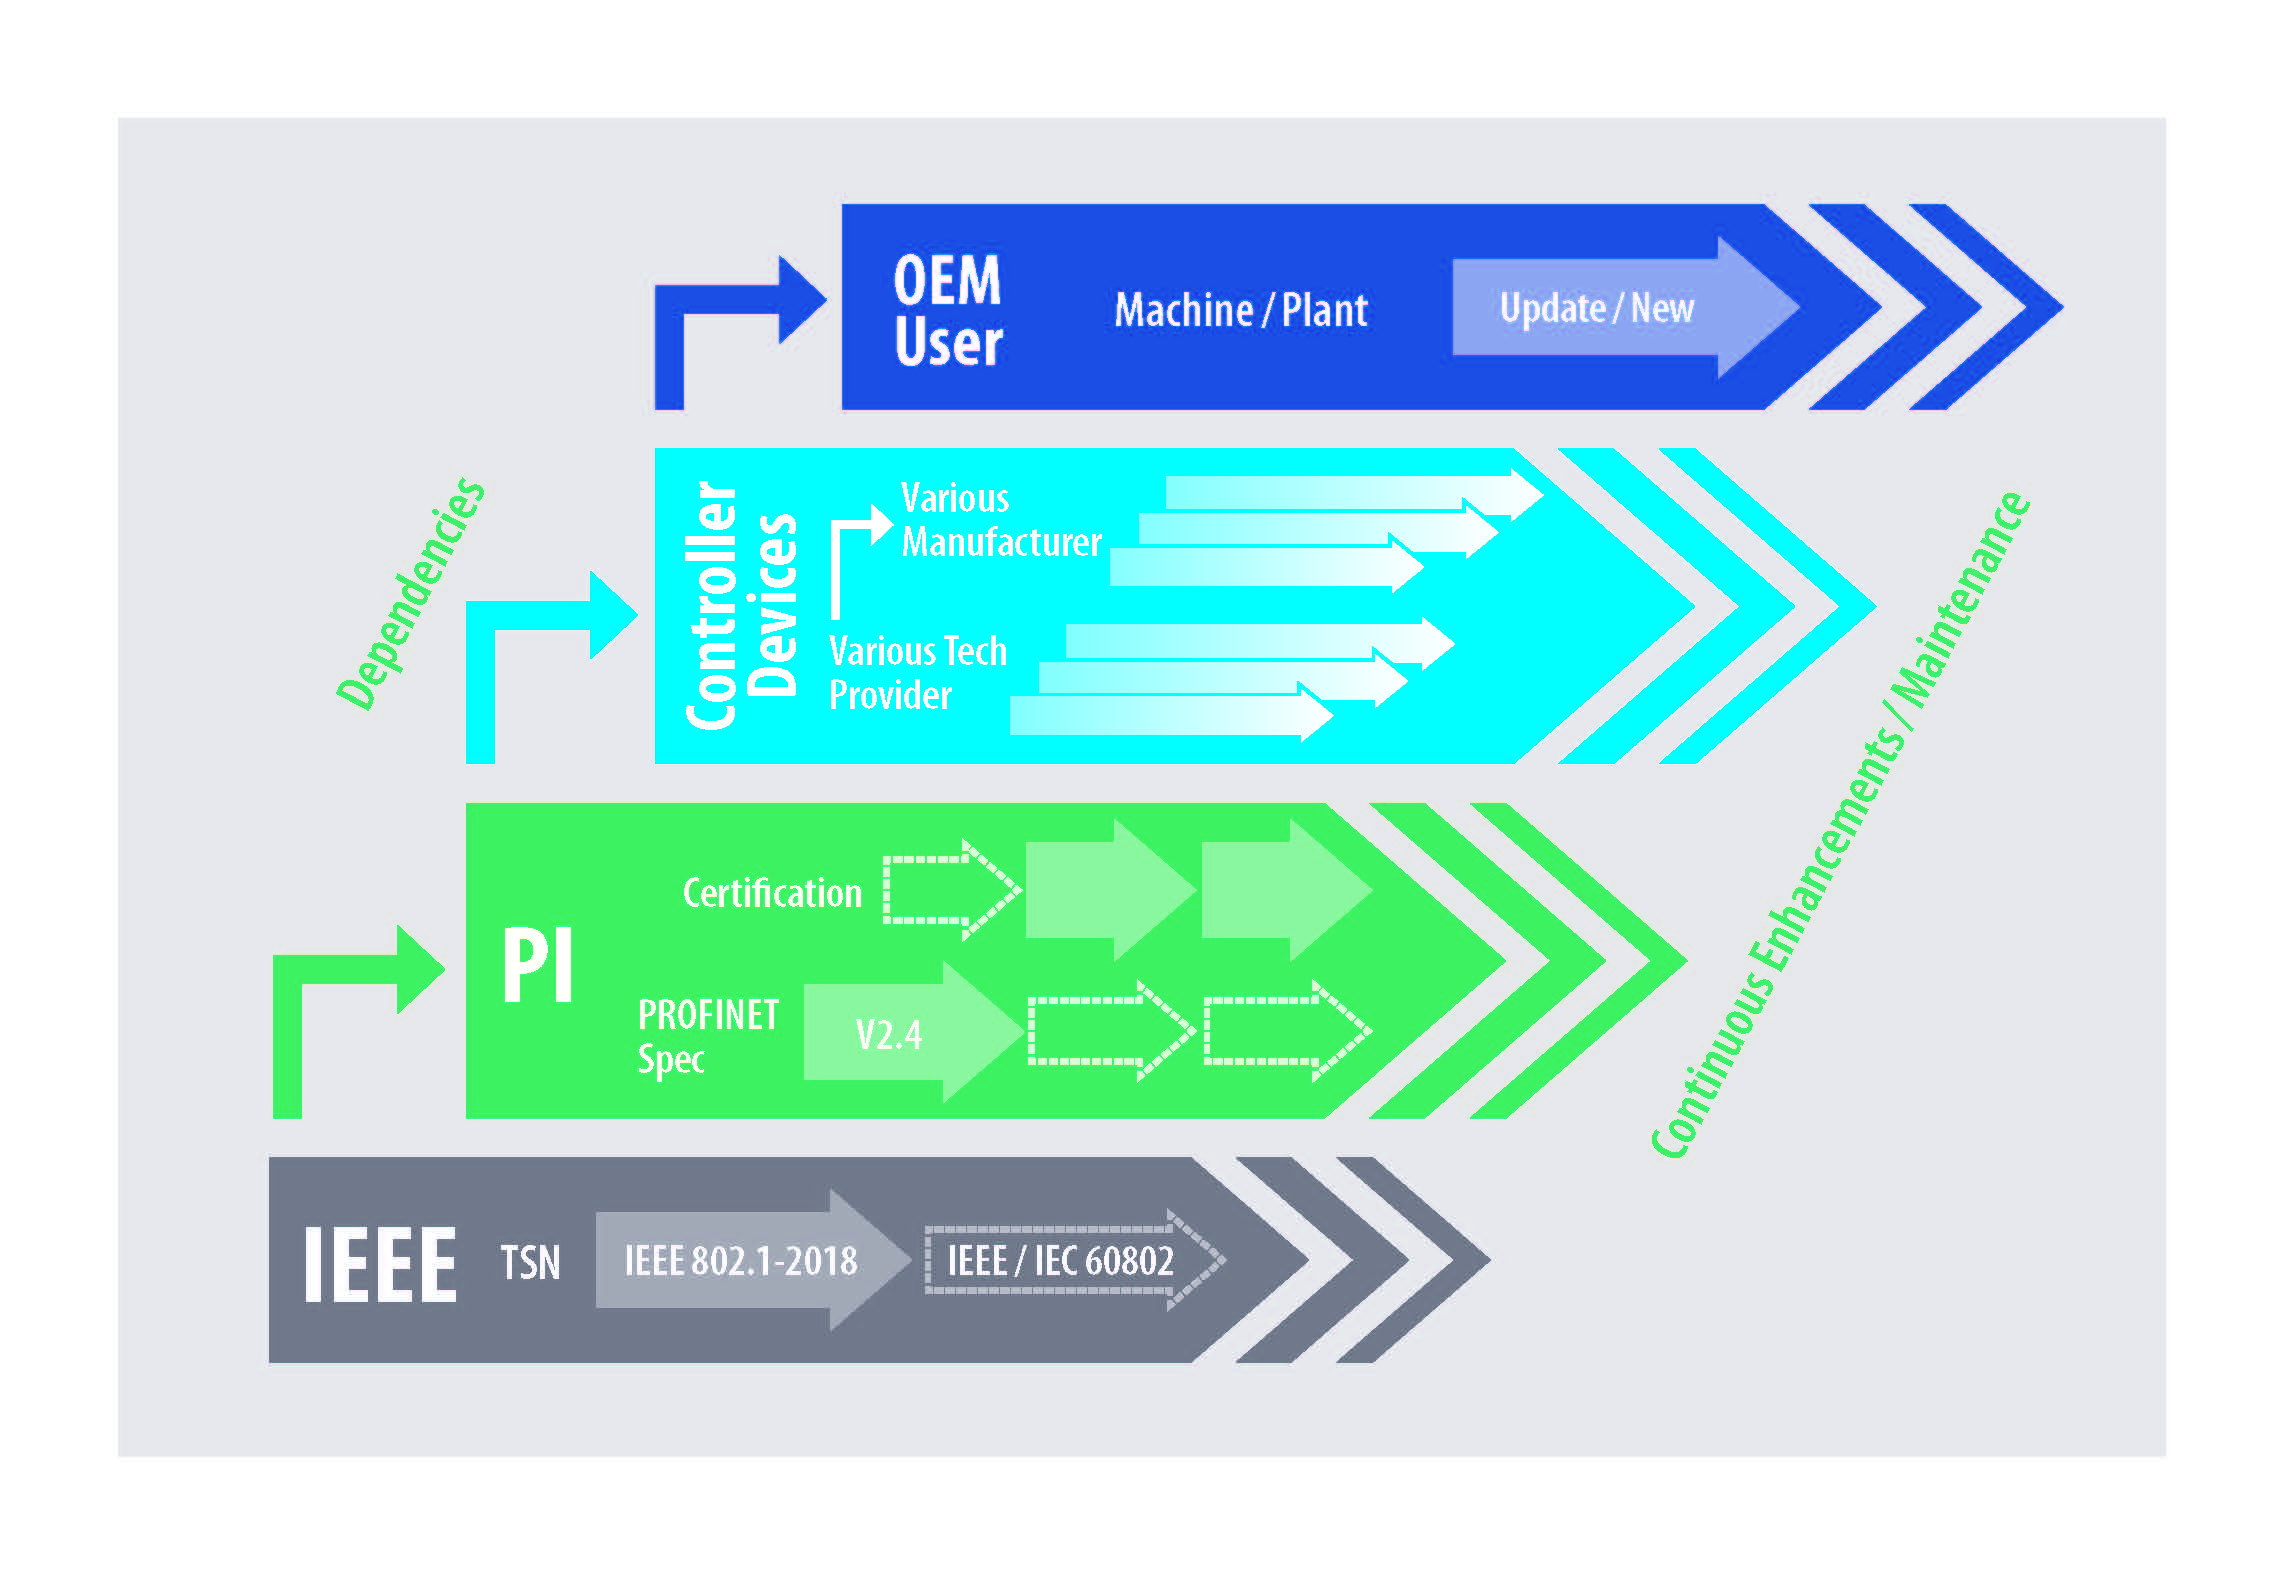 OEM
User
Machine / Plant
Update / New
Dependencies
Controller
Devices
Various
Manufacturer
Various Tech
Provider
Continuous Enhancements / Maintenance
PI
Certification
PROFINET
Spec
V2.4
IEEE
TSN
IEEE 802.1-2018
IEEE / IEC 60802